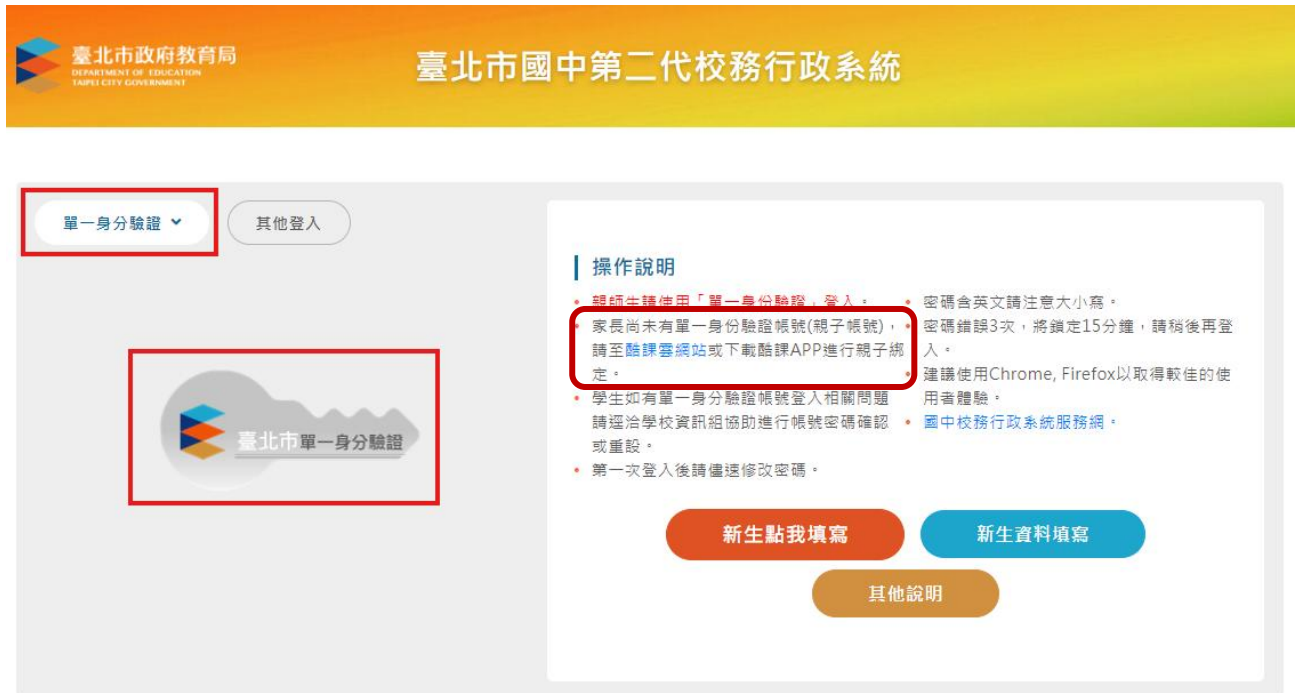 臺北市政府教育局
DEPARTMENT OF EDUCATION
TAIPEI CITY GOVERNMENT
臺北市國中第二代校務行政系統
單一身分驗證
其他登入
臺北市單一身分驗證
操作說明
親師生請使用「單一身份驗證」登入。
家長尚未有單一身份驗證帳號(親子帳號)，
請至酷課雲網站或下載酷課APP進行親子綁
定。
學生如有單一身分驗證帳號登入相關問題
請逕洽學校資訊組協助進行帳號密碼確認
或重設。
第一次登入後請儘速修改密碼。
密碼含英文請注意大小寫。
密碼錯誤3次，將鎖定15分鐘，請稍後再登
入。
建議使用Chrome, Firefox以取得較佳的使
用者體驗。
國中校務行政系統服務網。
新生點我填寫
新生資料填寫
其他說明